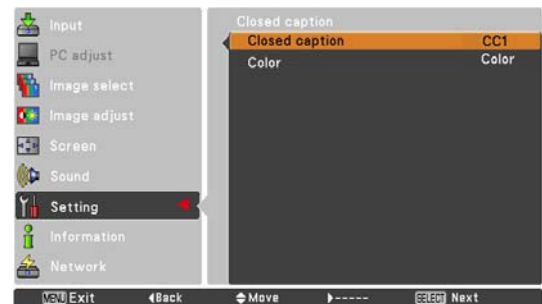 Input
PC adjust
Image select
Image adjust
Screen
Sound
Setting
Information
Network
Closed caption
Closed caption CC1
Color Color
MENU Exit ◀Back ◆Move ▶----- SELECT Next